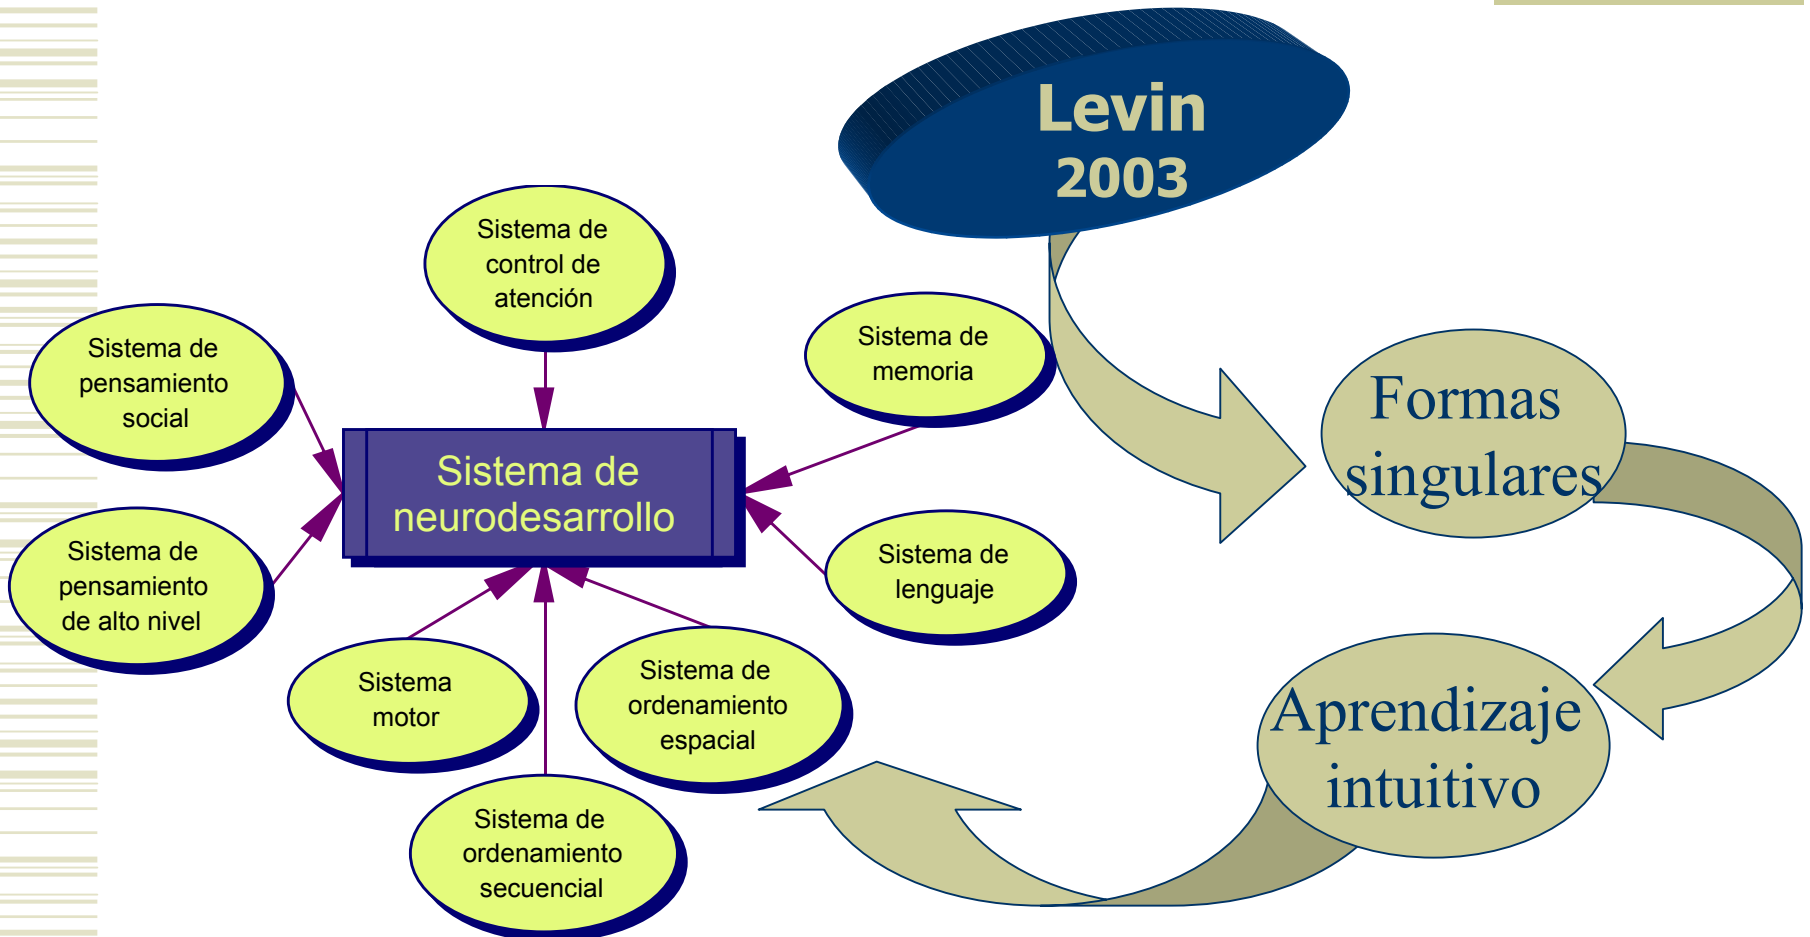 Levin
2003
Sistema de
control de
atención
Sistema de
pensamiento
social
Sistema de
memoria
Formas
singulares
Sistema de
neurodesarrollo
Sistema de
pensamiento
de alto nivel
Sistema de
lenguaje
Sistema
motor
Sistema de
ordenamiento
espacial
Aprendizaje
intuitivo
Sistema de
ordenamiento
secuencial